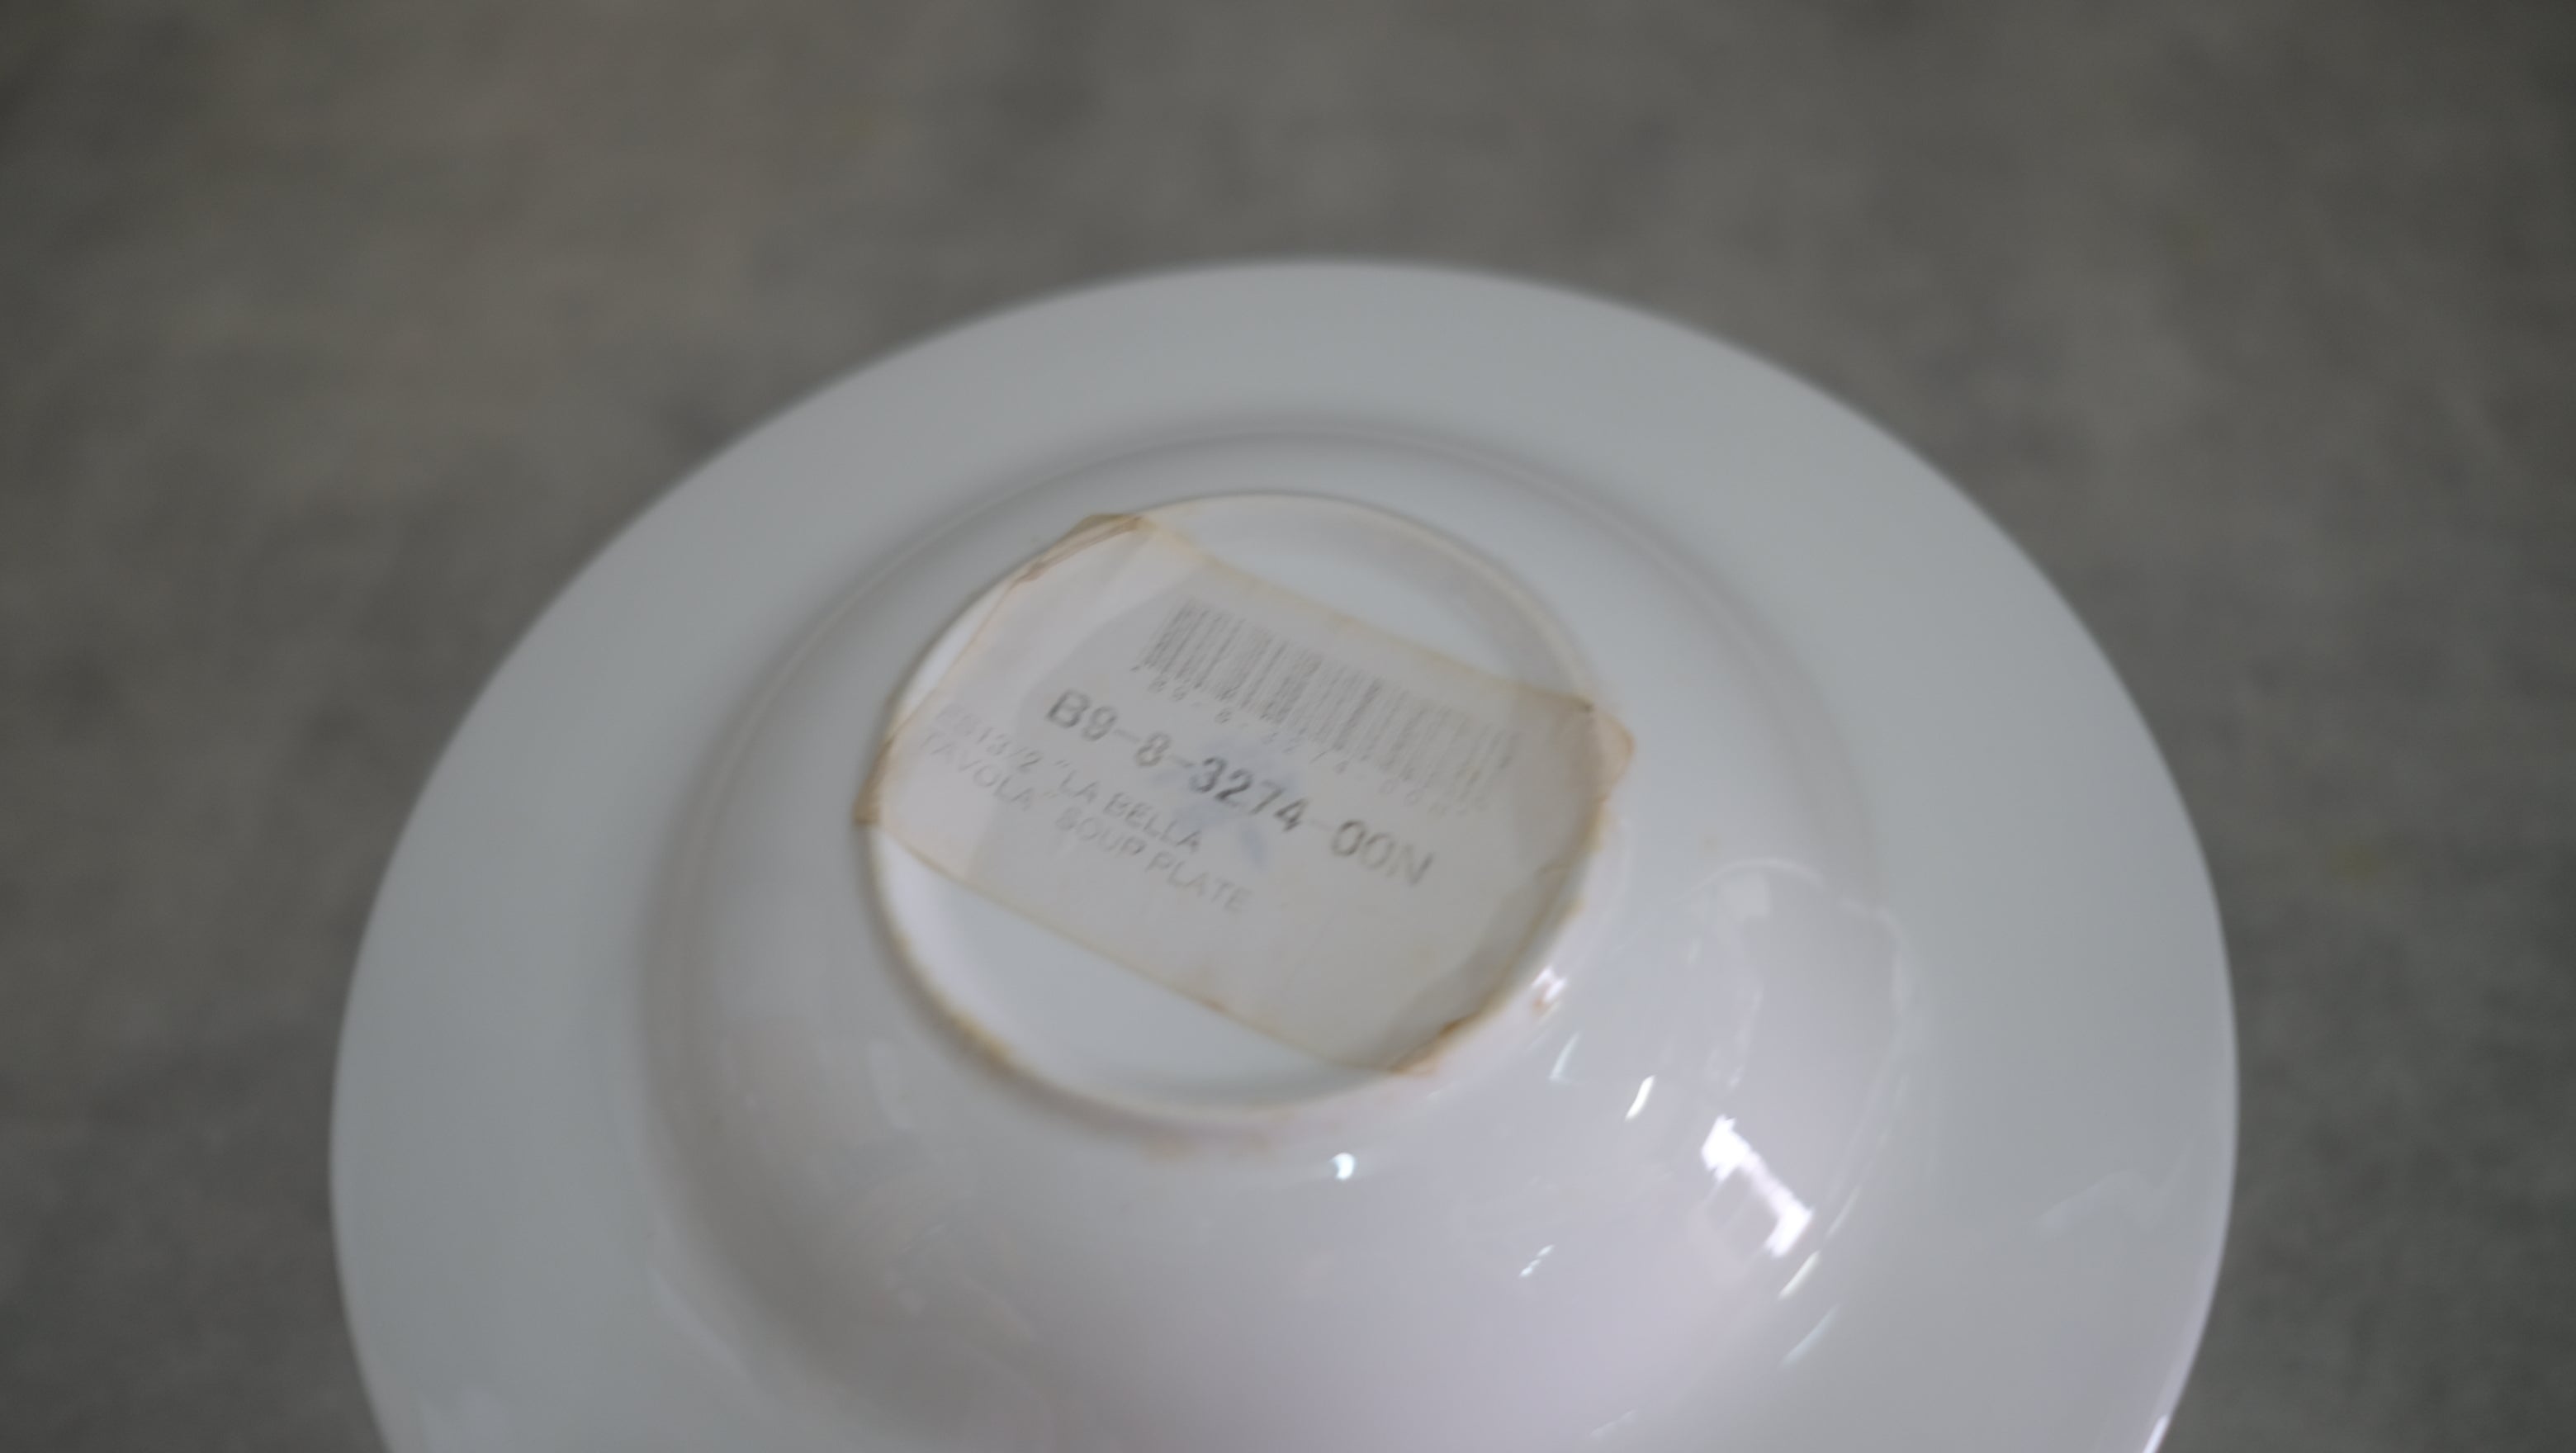 B9-8-3274-00N
"LA BELLA
TAVOLA" SOUP PLATE